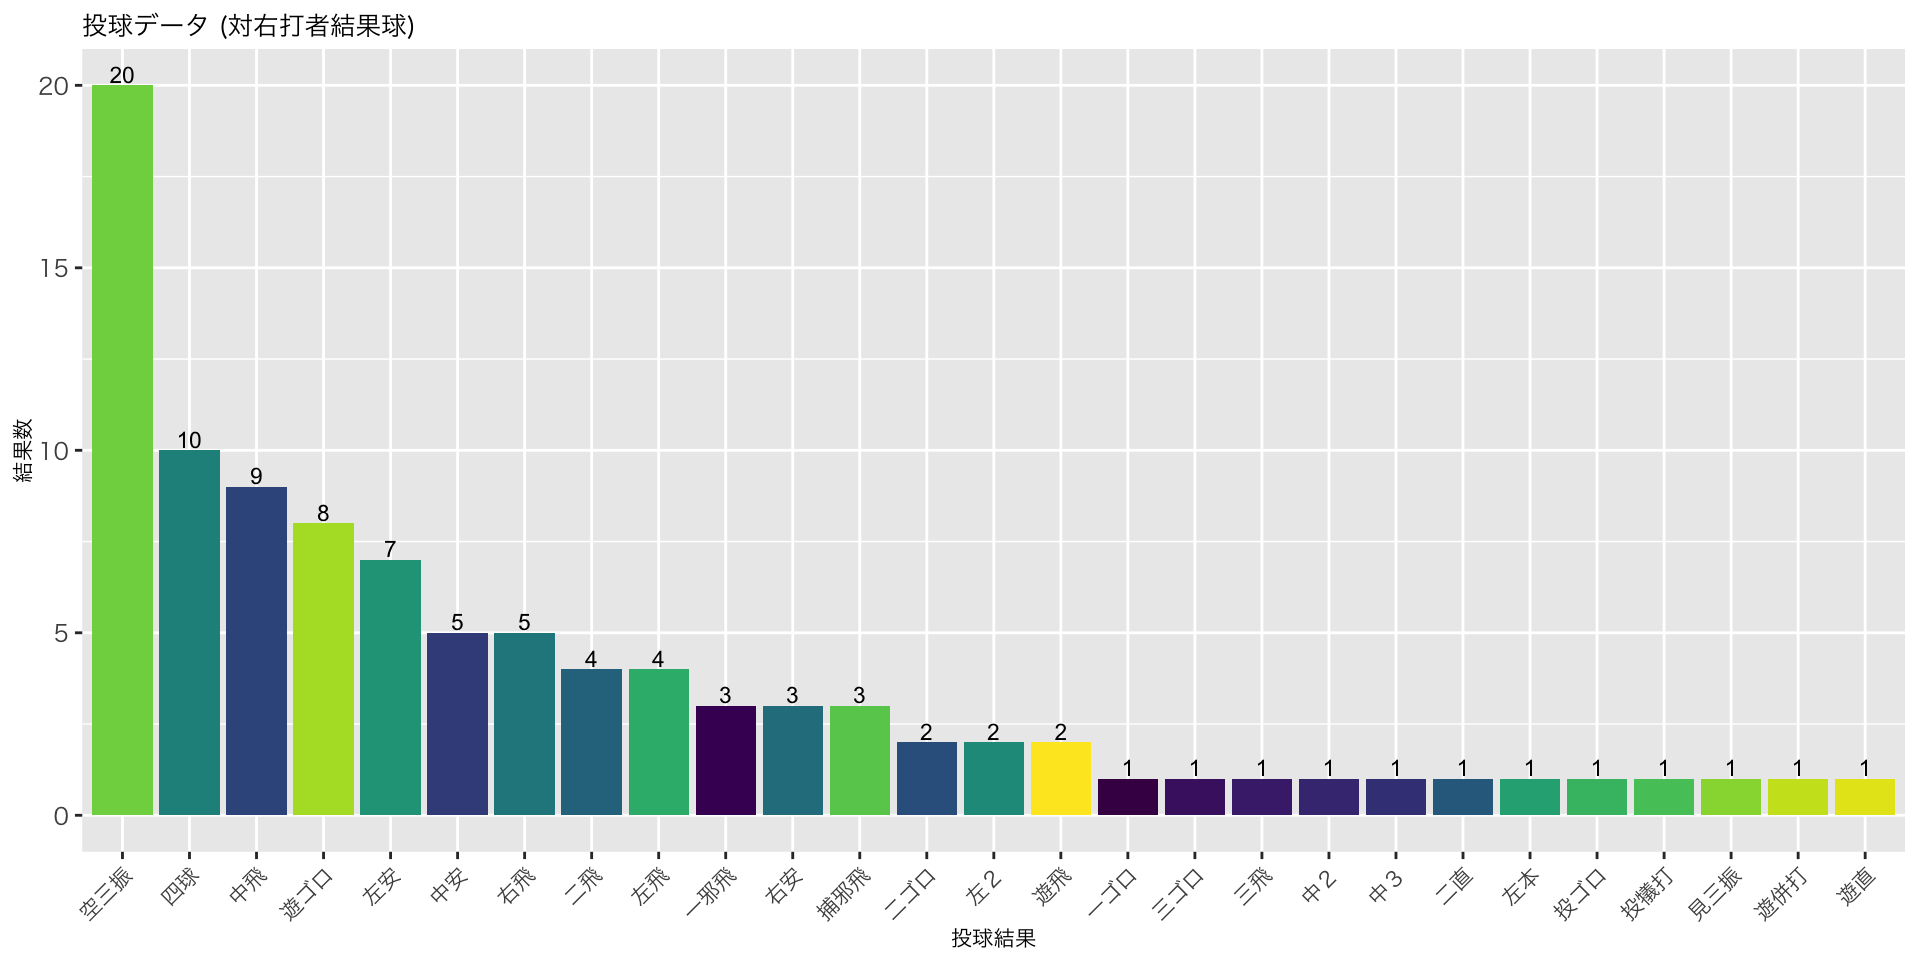 投球データ (対右打者結果球)
結果数
20
15
10
5
0
20
10
9
8
7
5
5
4
4
3
3
3
2
2
2
1
1
1
1
1
1
1
1
1
1
1
1
空三振
四球
中飛
遊ゴロ
左安
中安
右飛
二飛
左飛
一邪飛
右安
捕邪飛
二ゴロ
左２
遊飛
一ゴロ
三ゴロ
三飛
中２
中３
二直
左本
投ゴロ
投犠打
見三振
遊併打
遊直
投球結果